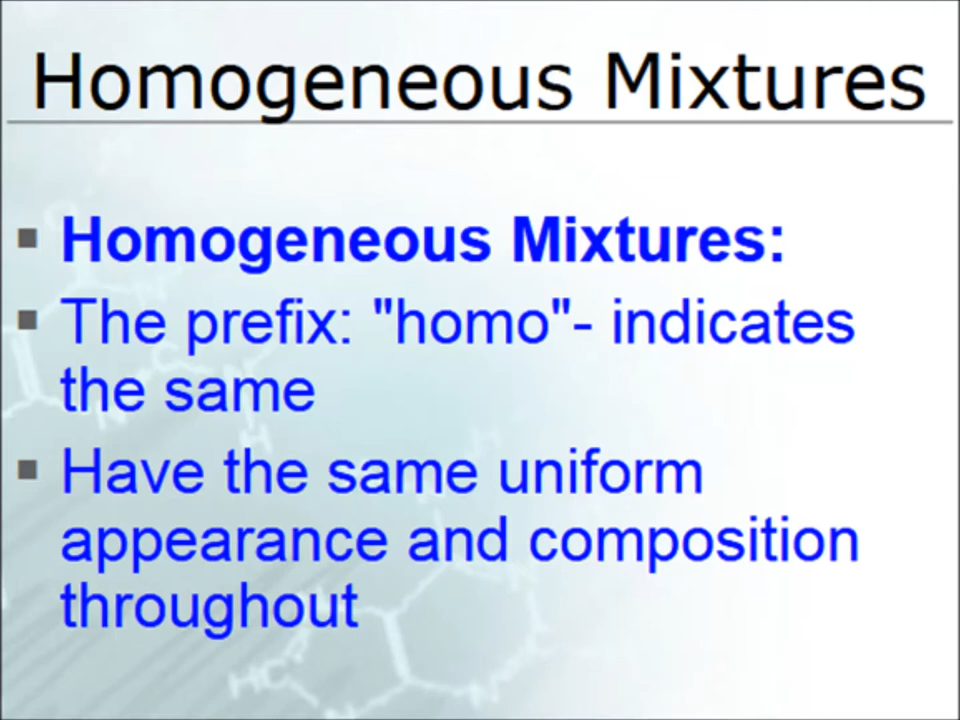 Homogeneous Mixtures
Homogeneous Mixtures:
The prefix: "homo"- indicates
the same
Have the same uniform
appearance and composition
throughout